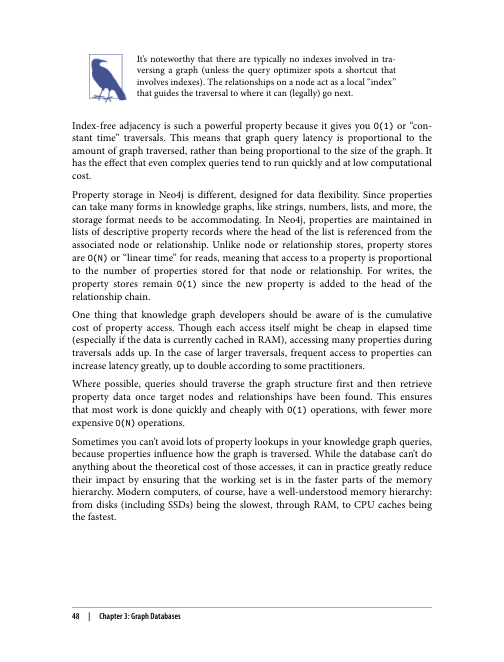 It's noteworthy that there are typically no indexes involved in tra-
versing a graph (unless the query optimizer spots a shortcut that
involves indexes). The relationships on a node act as a local "index"
that guides the traversal to where it can (legally) go next.
Index-free adjacency is such a powerful property because it gives you O(1) or "con-
stant time" traversals. This means that graph query latency is proportional to the
amount of graph traversed, rather than being proportional to the size of the graph. It
has the effect that even complex queries tend to run quickly and at low computational
cost.
Property storage in Neo4j is different, designed for data flexibility. Since properties
can take many forms in knowledge graphs, like strings, numbers, lists, and more, the
storage format needs to be accommodating. In Neo4j, properties are maintained in
lists of descriptive property records where the head of the list is referenced from the
associated node or relationship. Unlike node or relationship stores, property stores
are O(N) or "linear time" for reads, meaning that access to a property is proportional
to the number of properties stored for that node or relationship. For writes, the
property stores remain O(1) since the new property is added to the head of the
relationship chain.
One thing that knowledge graph developers should be aware of is the cumulative
cost of property access. Though each access itself might be cheap in elapsed time
(especially if the data is currently cached in RAM), accessing many properties during
traversals adds up. In the case of larger traversals, frequent access to properties can
increase latency greatly, up to double according to some practitioners.
Where possible, queries should traverse the graph structure first and then retrieve
property data once target nodes and relationships have been found. This ensures
that most work is done quickly and cheaply with O(1) operations, with fewer more
expensive O(N) operations.
Sometimes you can't avoid lots of property lookups in your knowledge graph queries,
because properties influence how the graph is traversed. While the database can't do
anything about the theoretical cost of those accesses, it can in practice greatly reduce
their impact by ensuring that the working set is in the faster parts of the memory
hierarchy. Modern computers, of course, have a well-understood memory hierarchy:
from disks (including SSDs) being the slowest, through RAM, to CPU caches being
the fastest.
48 | Chapter 3: Graph Databases